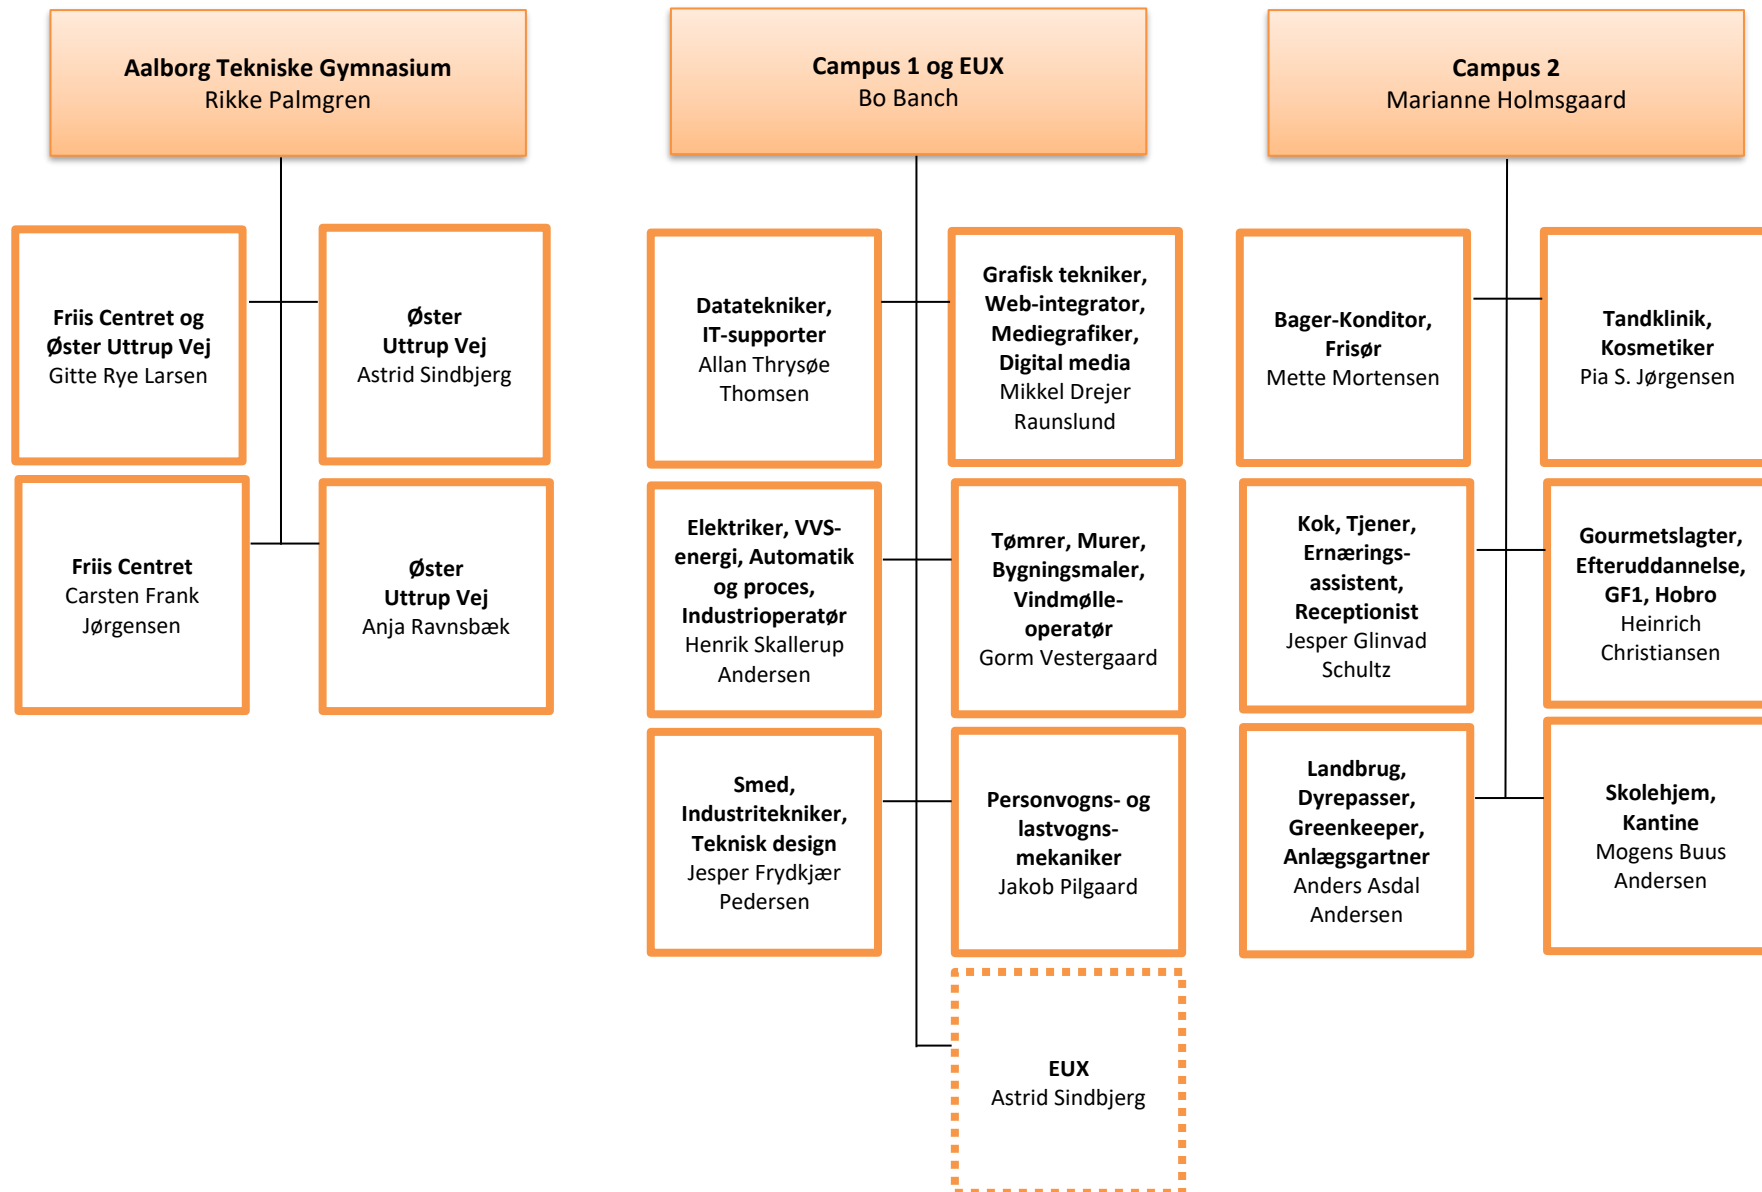 Aalborg Tekniske Gymnasium
Rikke Palmgren
Friis Centret og
Øster Uttrup Vej
Gitte Rye Larsen
Øster
Uttrup Vej
Astrid Sindbjerg
Friis Centret
Carsten Frank
Jørgensen
Øster
Uttrup Vej
Anja Ravnsbæk
Campus 1 og EUX
Bo Banch
Datatekniker,
IT-supporter
Allan Thrysøe
Thomsen
Grafisk tekniker,
Web-integrator,
Mediegrafiker,
Digital media
Mikkel Drejer
Raunslund
Elektriker, VVS-
energi, Automatik
og proces,
Industrioperatør
Henrik Skallerup
Andersen
Tømrer, Murer,
Bygningsmaler,
Vindmølle-
operatør
Gorm Vestergaard
Smed,
Industritekniker,
Teknisk design
Jesper Frydkjær
Pedersen
Personvogns- og
lastvogns-
mekaniker
Jakob Pilgaard
EUX
Astrid Sindbjerg
Campus 2
Marianne Holmsgaard
Bager-Konditor,
Frisør
Mette Mortensen
Tandklinik,
Kosmetiker
Pia S. Jørgensen
Kok, Tjener,
Ernærings-
assistent,
Receptionist
Jesper Glinvad
Schultz
Gourmetslagter,
Efteruddannelse,
GF1, Hobro
Heinrich
Christiansen
Landbrug,
Dyrepasser,
Greenkeeper,
Anlægsgartner
Anders Asdal
Andersen
Skolehjem,
Kantine
Mogens Buus
Andersen